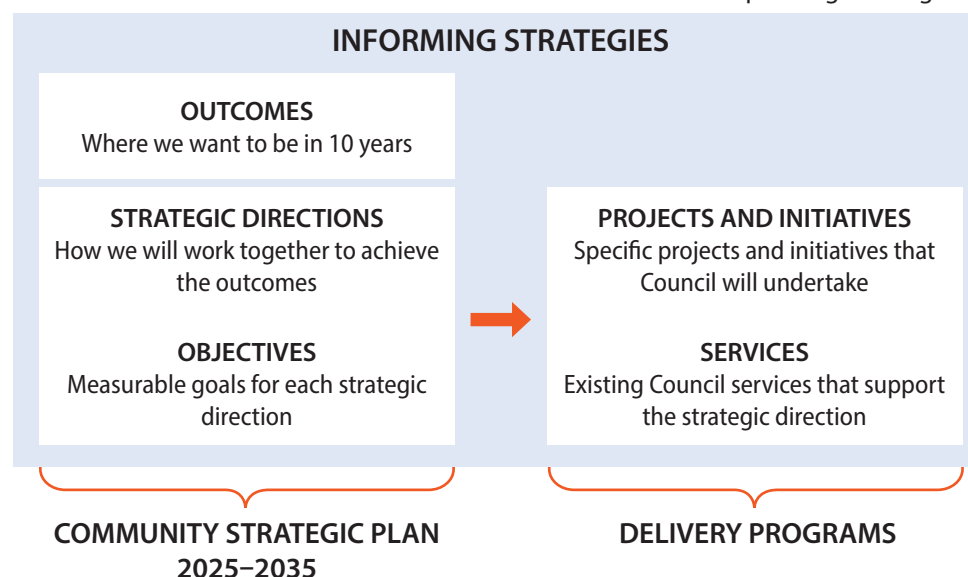 INFORMING STRATEGIES
OUTCOMES
Where we want to be in 10 years
STRATEGIC DIRECTIONS
How we will work together to achieve
the outcomes
OBJECTIVES
Measurable goals for each strategic
direction
PROJECTS AND INITIATIVES
Specific projects and initiatives that
Council will undertake
SERVICES
Existing Council services that support
the strategic direction
COMMUNITY STRATEGIC PLAN
2025–2035
DELIVERY PROGRAMS